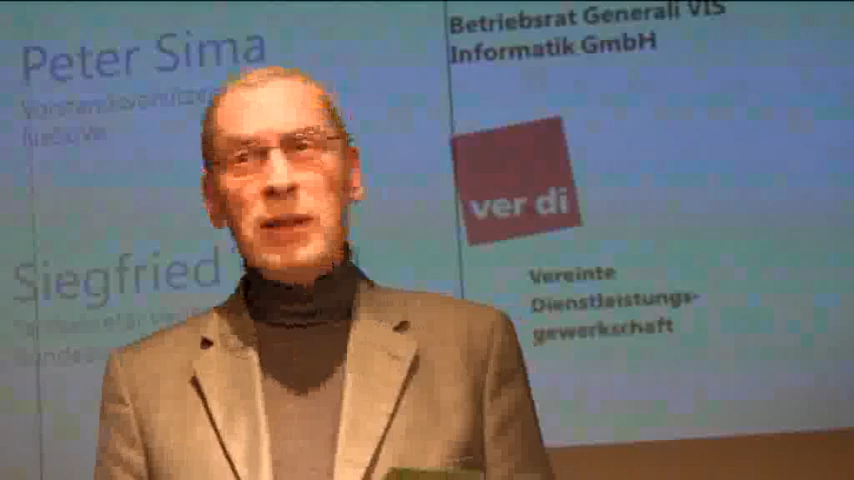 Peter Sima
Betriebsrat Generali VIS
Informatik GmbH
ver di
Siegfried
Vereinte
Dienstleistungs-
gewerkschaft